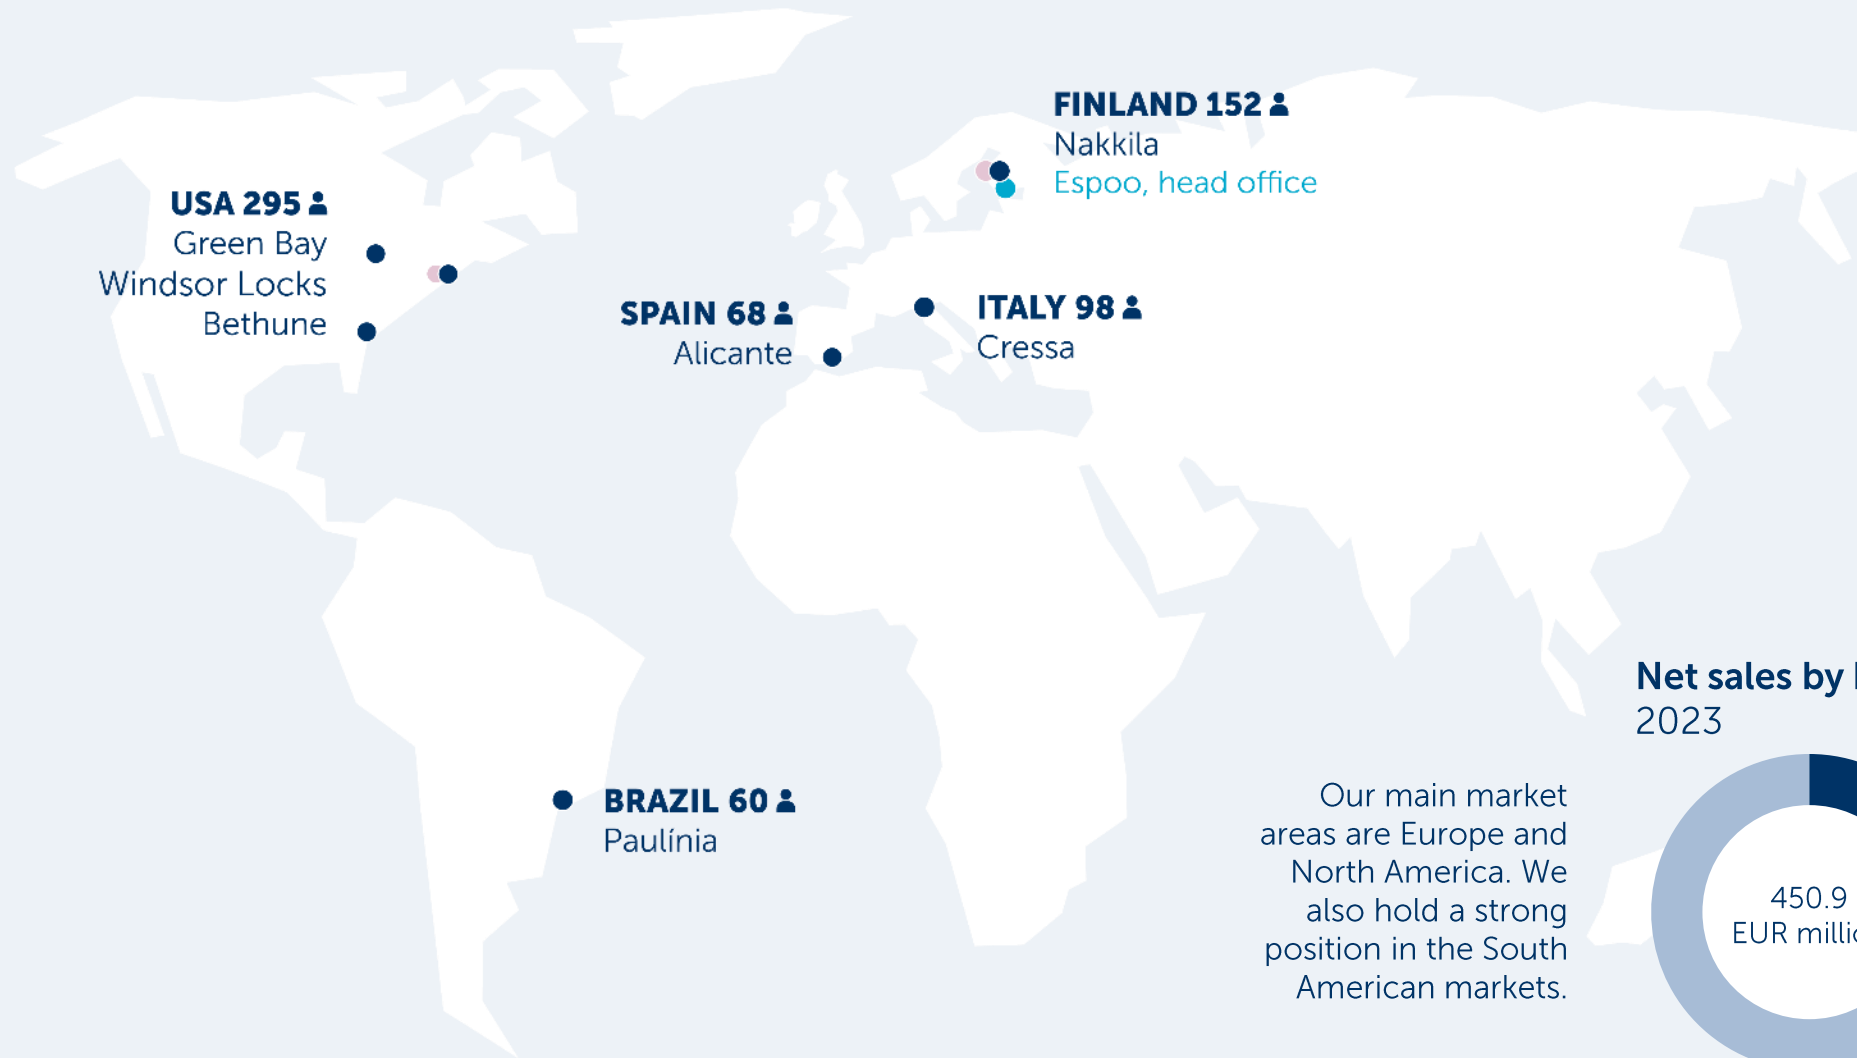 FINLAND 152
Nakkila
Espoo, head office
USA 295
Green Bay
Windsor Locks
Bethune
SPAIN 68
Alicante
ITALY 98
Cressa
BRAZIL 60
Paulínia
Our main market
areas are Europe and
North America. We
also hold a strong
position in the South
American markets.
Net sales by
2023
450.9
EUR